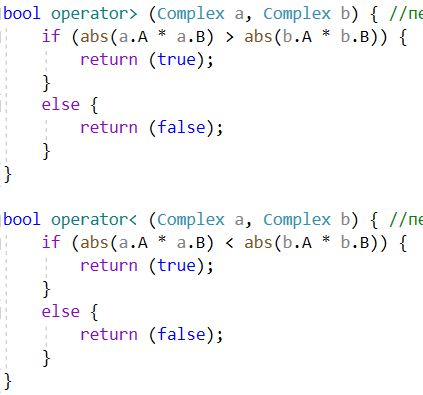 bool operator> (Complex a, Complex b) { //пе
    if (abs(a.A * a.B) > abs(b.A * b.B)) {
        return (true);
    }
    else {
        return (false);
    }
}
bool operator< (Complex a, Complex b) { //пе
    if (abs(a.A * a.B) < abs(b.A * b.B)) {
        return (true);
    }
    else {
        return (false);
    }
}